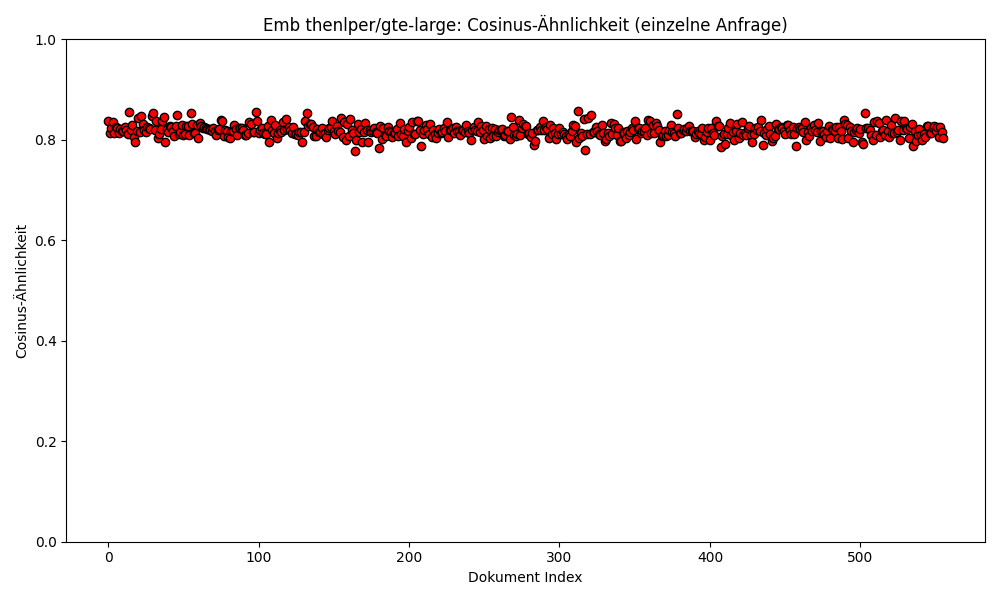 Emb thenlper/gte-large: Cosinus-Ähnlichkeit (einzelne Anfrage)
1.0
0.8
0.6
0.4
0.2
0.0
Cosinus-Ähnlichkeit
0 100 200 300 400 500
Dokument Index